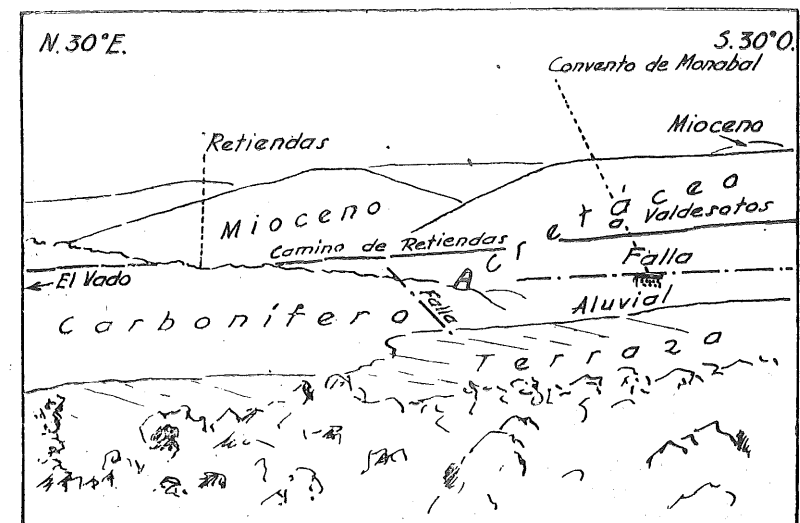 N. 30°E.
S. 30°O.
Convento de Monabal
Mioceno
Retiendas
Mioceno
Cretáceo
a Valdesotos
Camino de Retiendas
Falla
El Vado
Falla
Aluvial
Carbonífero
Terraza